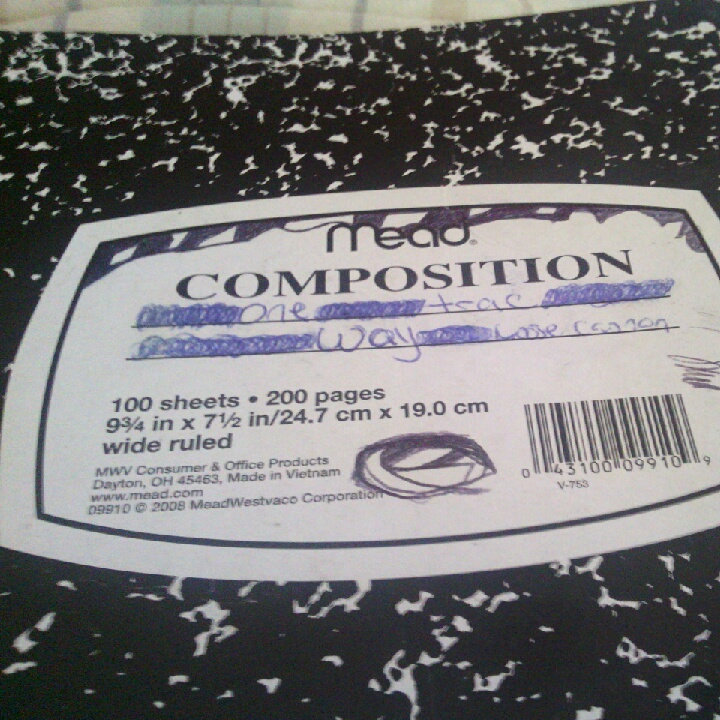 Mead®
COMPOSITION
One trac
Way
100 sheets • 200 pages
9¾ in x 7½ in/24.7 cm x 19.0 cm
wide ruled
MWV Consumer & Office Products
Dayton, OH 45463, Made in Vietnam
www.mead.com
09910 © 2008 MeadWestvaco Corporation
0 43100 09910 9
V-753